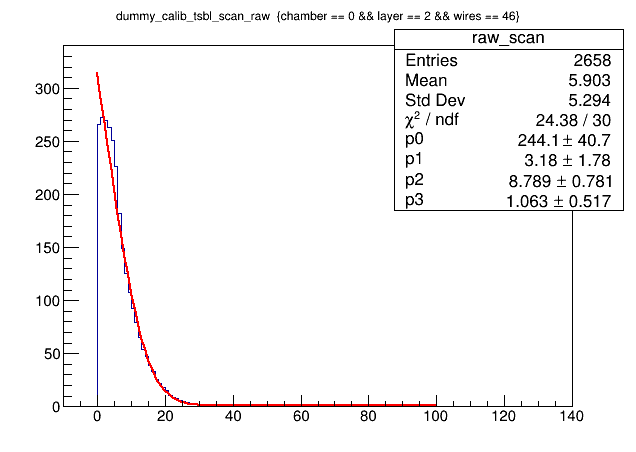 dummy_calib_tsbl_scan_raw {chamber == 0 && layer == 2 && wires == 46}
raw_scan
Entries 2658
Mean 5.903
Std Dev 5.294
χ² / ndf 24.38 / 30
p0 244.1 ± 40.7
p1 3.18 ± 1.78
p2 8.789 ± 0.781
p3 1.063 ± 0.517
300
250
200
150
100
50
0
0 20 40 60 80 100 120 140